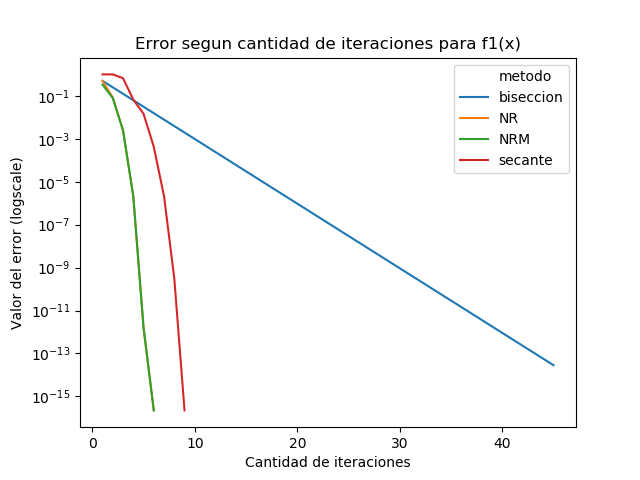 Error segun cantidad de iteraciones para f1(x)
metodo
biseccion
NR
NRM
secante
Valor del error (logscale)
10⁻¹
10⁻³
10⁻⁵
10⁻⁷
10⁻⁹
10⁻¹¹
10⁻¹³
10⁻¹⁵
0 10 20 30 40
Cantidad de iteraciones